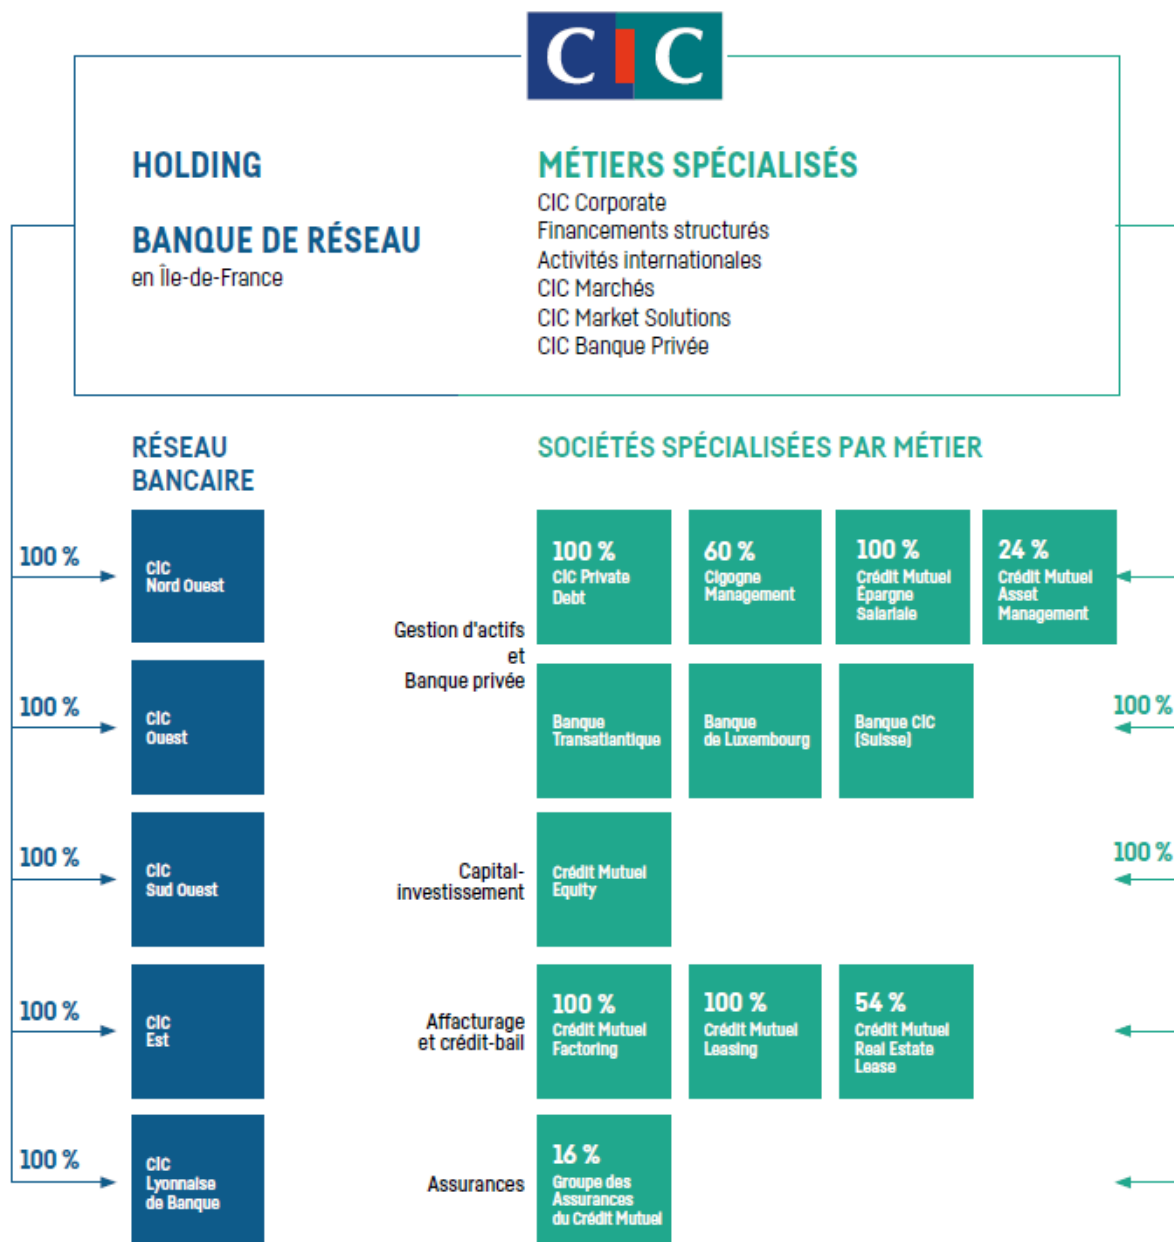 CIC
HOLDING
BANQUE DE RÉSEAU
en Île-de-France
MÉTIERS SPÉCIALISÉS
CIC Corporate
Financements structurés
Activités internationales
CIC Marchés
CIC Market Solutions
CIC Banque Privée
RÉSEAU
BANCAIRE
100 %
CIC
Nord Ouest
100 %
CIC
Ouest
100 %
CIC
Sud Ouest
100 %
CIC
Est
100 %
CIC
Lyonnaise
de Banque
SOCIÉTÉS SPÉCIALISÉES PAR MÉTIER
Gestion d'actifs
et
Banque privée
100 %
CIC Private
Debt
60 %
Cigogne
Management
100 %
Crédit Mutuel
Épargne
Salariale
24 %
Crédit Mutuel
Asset
Management
Banque
Transatlantique
Banque
de Luxembourg
Banque CIC
(Suisse)
100 %
Capital-
investissement
Crédit Mutuel
Equity
100 %
Affacturage
et crédit-bail
100 %
Crédit Mutuel
Factoring
100 %
Crédit Mutuel
Leasing
54 %
Crédit Mutuel
Real Estate
Lease
Assurances
16 %
Groupe des
Assurances
du Crédit Mutuel